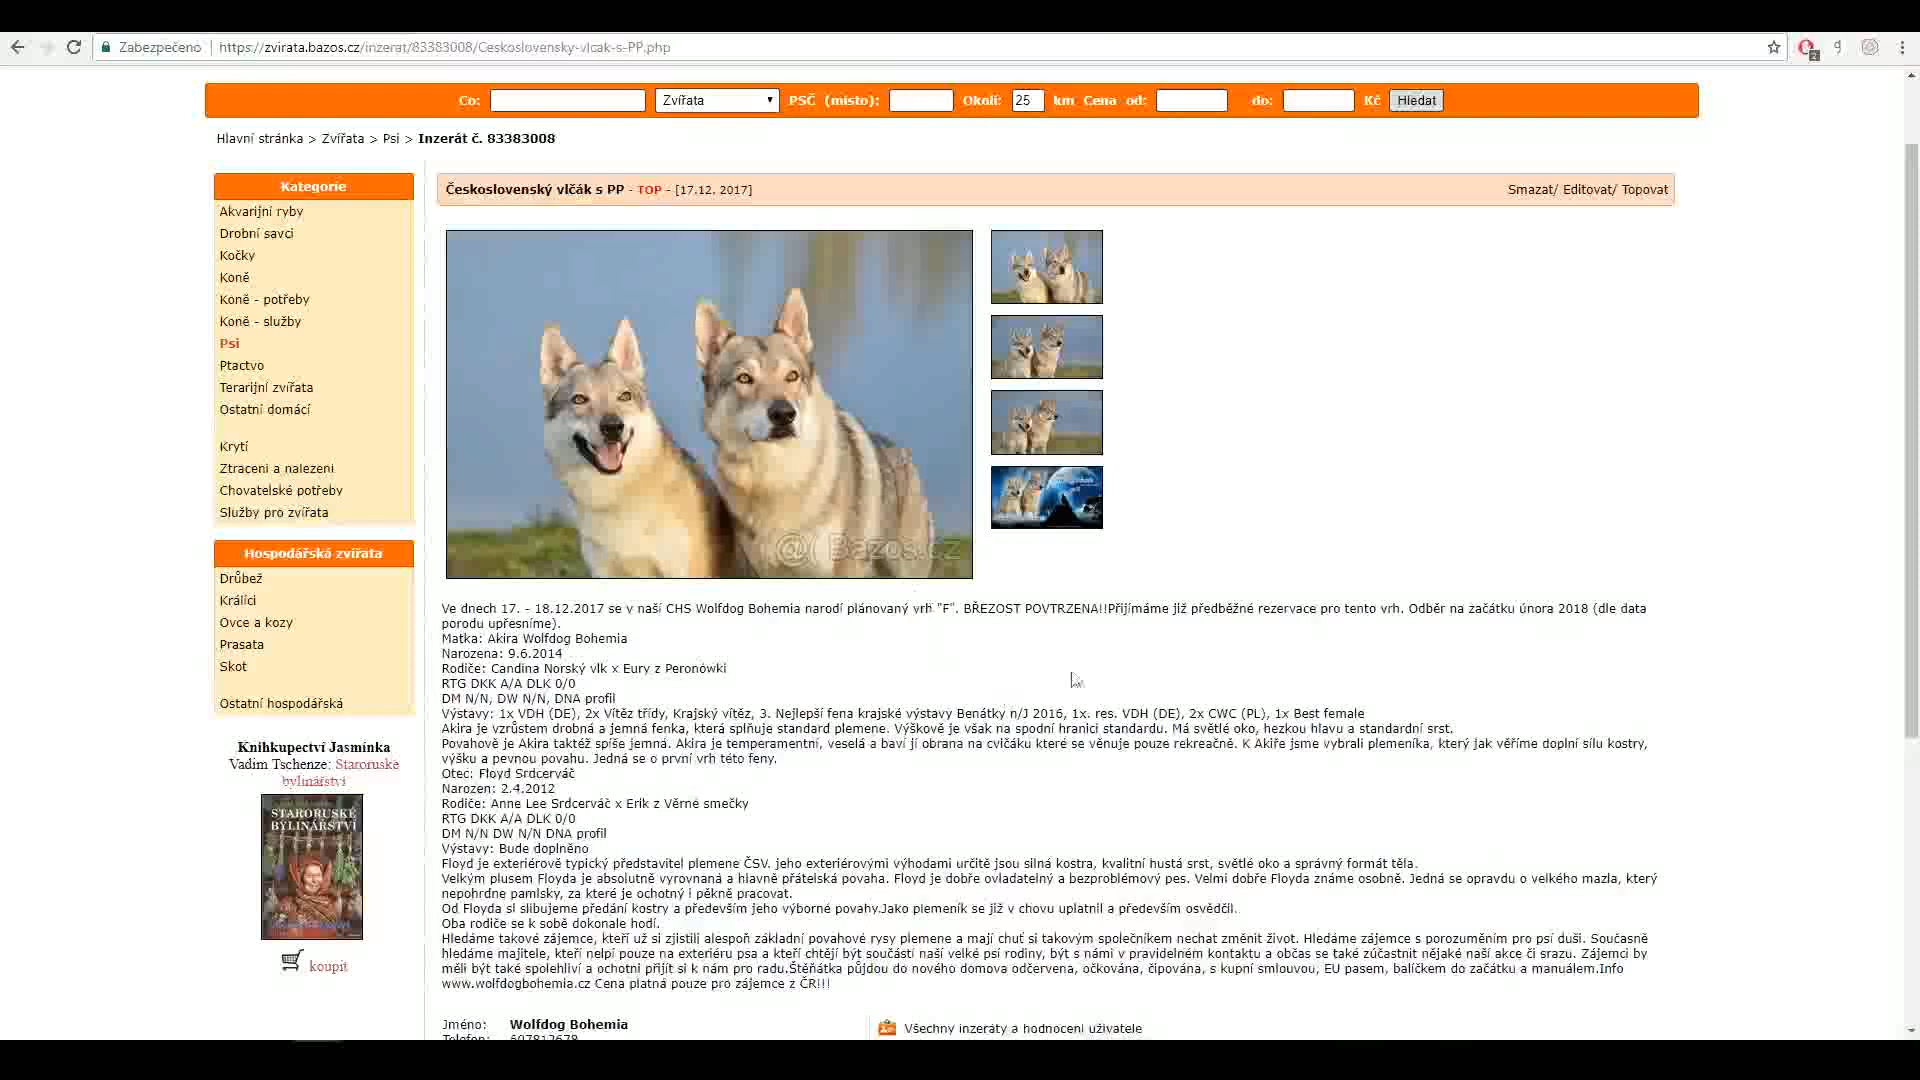 Zabezpečeno | https://zvirata.bazos.cz/inzerat/83383008/Ceskoslovensky-vlcak-s-PP.php
2
Co: Zvířata PSČ (místo): Okolí: 25 km Cena od: do: Kč Hledat
Hlavní stránka > Zvířata > Psi > Inzerát č. 83383008
Kategorie
Akvarijní ryby
Drobní savci
Kočky
Koně
Koně - potřeby
Koně - služby
Psi
Ptactvo
Terarijní zvířata
Ostatní domácí
Krytí
Ztraceni a nalezeni
Chovatelské potřeby
Služby pro zvířata
Hospodářská zvířata
Drůbež
Králíci
Ovce a kozy
Prasata
Skot
Ostatní hospodářská
Knihkupectví Jasmínka
Vadim Tschenze: Staroruske
bylinářství
STARORUSKÉ
BYLINÁŘSTVÍ
koupit
Československý vlčák s PP - TOP - [17.12. 2017]
Smazat/ Editovat/ Topovat
@( Bazos.cz
Ve dnech 17. - 18.12.2017 se v naší CHS Wolfdog Bohemia narodí plánovaný vrh "F". BŘEZOST POVTRZENA!!Přijímáme již předběžné rezervace pro tento vrh. Odběr na začátku února 2018 (dle data
porodu upřesníme).
Matka: Akira Wolfdog Bohemia
Narozena: 9.6.2014
Rodiče: Candina Norský vlk x Eury z Peronówki
RTG DKK A/A DLK 0/0
DM N/N, DW N/N, DNA profil
Výstavy: 1x VDH (DE), 2x Vítěz třídy, Krajský vítěz, 3. Nejlepší fena krajské výstavy Benátky n/J 2016, 1x. res. VDH (DE), 2x CWC (PL), 1x Best female
Akira je vzrůstem drobná a jemná fenka, která splňuje standard plemene. Výškově je však na spodní hranici standardu. Má světlé oko, hezkou hlavu a standardní srst.
Povahově je Akira taktéž spíše jemná. Akira je temperamentní, veselá a baví jí obrana na cvičáku které se věnuje pouze rekreačně. K Akiře jsme vybrali plemeníka, který jak věříme doplní sílu kostry,
výšku a pevnou povahu. Jedná se o první vrh této feny.
Otec: Floyd Srdcerváč
Narozen: 2.4.2012
Rodiče: Anne Lee Srdcerváč x Erik z Věrné smečky
RTG DKK A/A DLK 0/0
DM N/N DW N/N DNA profil
Výstavy: Bude doplněno
Floyd je exteriérově typický představitel plemene ČSV. jeho exteriérovými výhodami určitě jsou silná kostra, kvalitní hustá srst, světlé oko a správný formát těla.
Velkým plusem Floyda je absolutně vyrovnaná a hlavně přátelská povaha. Floyd je dobře ovladatelný a bezproblémový pes. Velmi dobře Floyda známe osobně. Jedná se opravdu o velkého mazla, který
nepohrdne pamlsky, za které je ochotný i pěkně pracovat.
Od Floyda si slibujeme předání kostry a především jeho výborné povahy.Jako plemeník se již v chovu uplatnil a především osvědčil.
Oba rodiče se k sobě dokonale hodí.
Hledáme takové zájemce, kteří už si zjistili alespoň základní povahové rysy plemene a mají chuť si takovým společníkem nechat změnit život. Hledáme zájemce s porozuměním pro psí duši. Současně
hledáme majitele, kteří nelpí pouze na exteriéru psa a kteří chtějí být součástí naší velké psí rodiny, být s námi v pravidelném kontaktu a občas se také zúčastnit nějaké naší akce či srazu. Zájemci by
měli být také spolehliví a ochotni přijít si k nám pro radu.Štěňátka půjdou do nového domova odčervena, očkována, čipována, s kupní smlouvou, EU pasem, balíčkem do začátku a manuálem.Info
www.wolfdogbohemia.cz Cena platná pouze pro zájemce z ČR!!!
Jméno: Wolfdog Bohemia
Všechny inzeráty a hodnocení uživatele
Telefon: 607812678